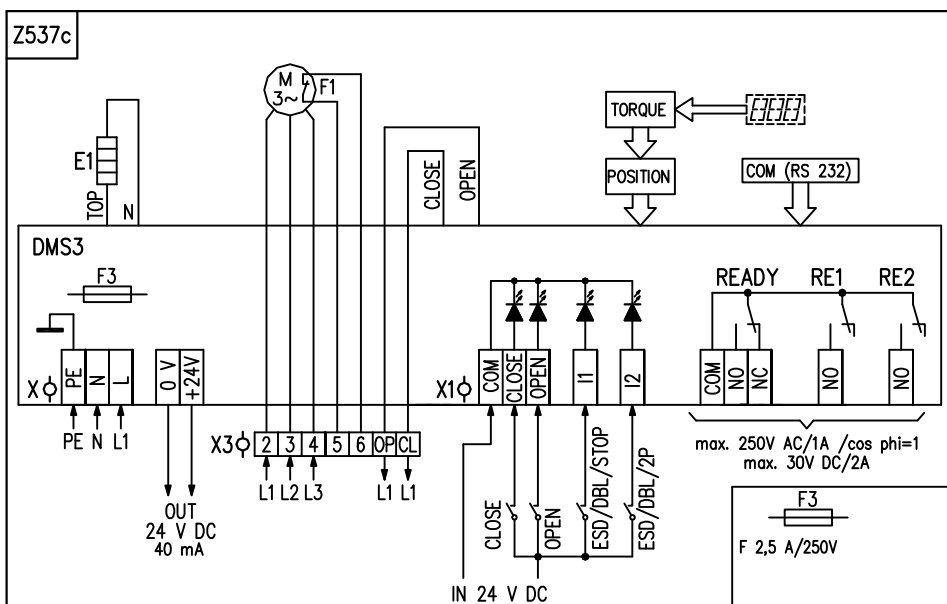 Z537c
M
3~
F1
E1
TOP
N
CLOSE
OPEN
TORQUE
POSITION
COM (RS 232)
DMS3
F3
READY
RE1
RE2
X
PE
N
L
0 V
+24V
X1
COM
CLOSE
OPEN
I1
I2
COM
NO
NC
NO
NO
PE N L1
X3
2
3
4
5
6
OP
CL
L1 L2 L3
L1 L1
max. 250V AC/1A /cos phi=1
max. 30V DC/2A
OUT
24 V DC
40 mA
CLOSE
OPEN
ESD/DBL/STOP
ESD/DBL/2P
IN 24 V DC
F3
F 2,5 A/250V